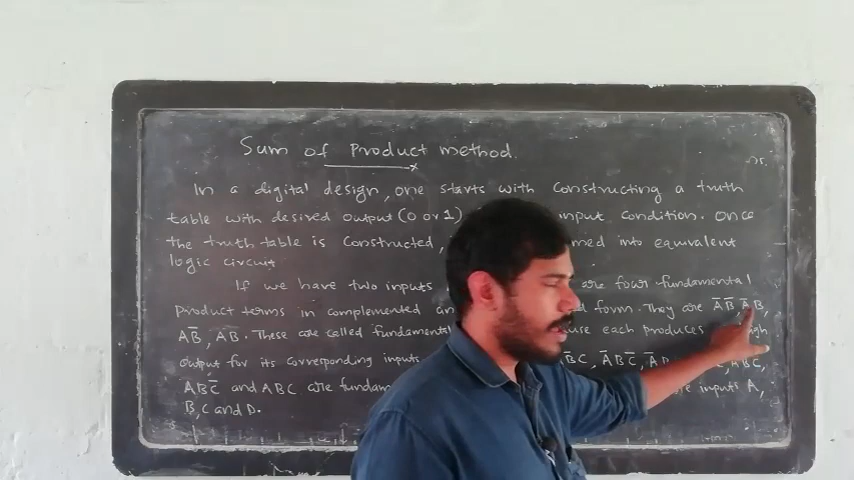 Sum of Product method.
In a digital design, one starts with constructing a truth
table with desired output (0 or 1) input condition. Once
the truth table is constructed, med into equivalent
logic circuit
If we have two inputs are four fundamental
Product terms in complemented an form. They are A̅B̅, A̅B,
AB̅, AB. These are called fundamental use each produces high
output for its corresponding inputs B̅C, A̅BC̅, ABC,
ABC̅ and ABC are fundam inputs A,
B, C and D.